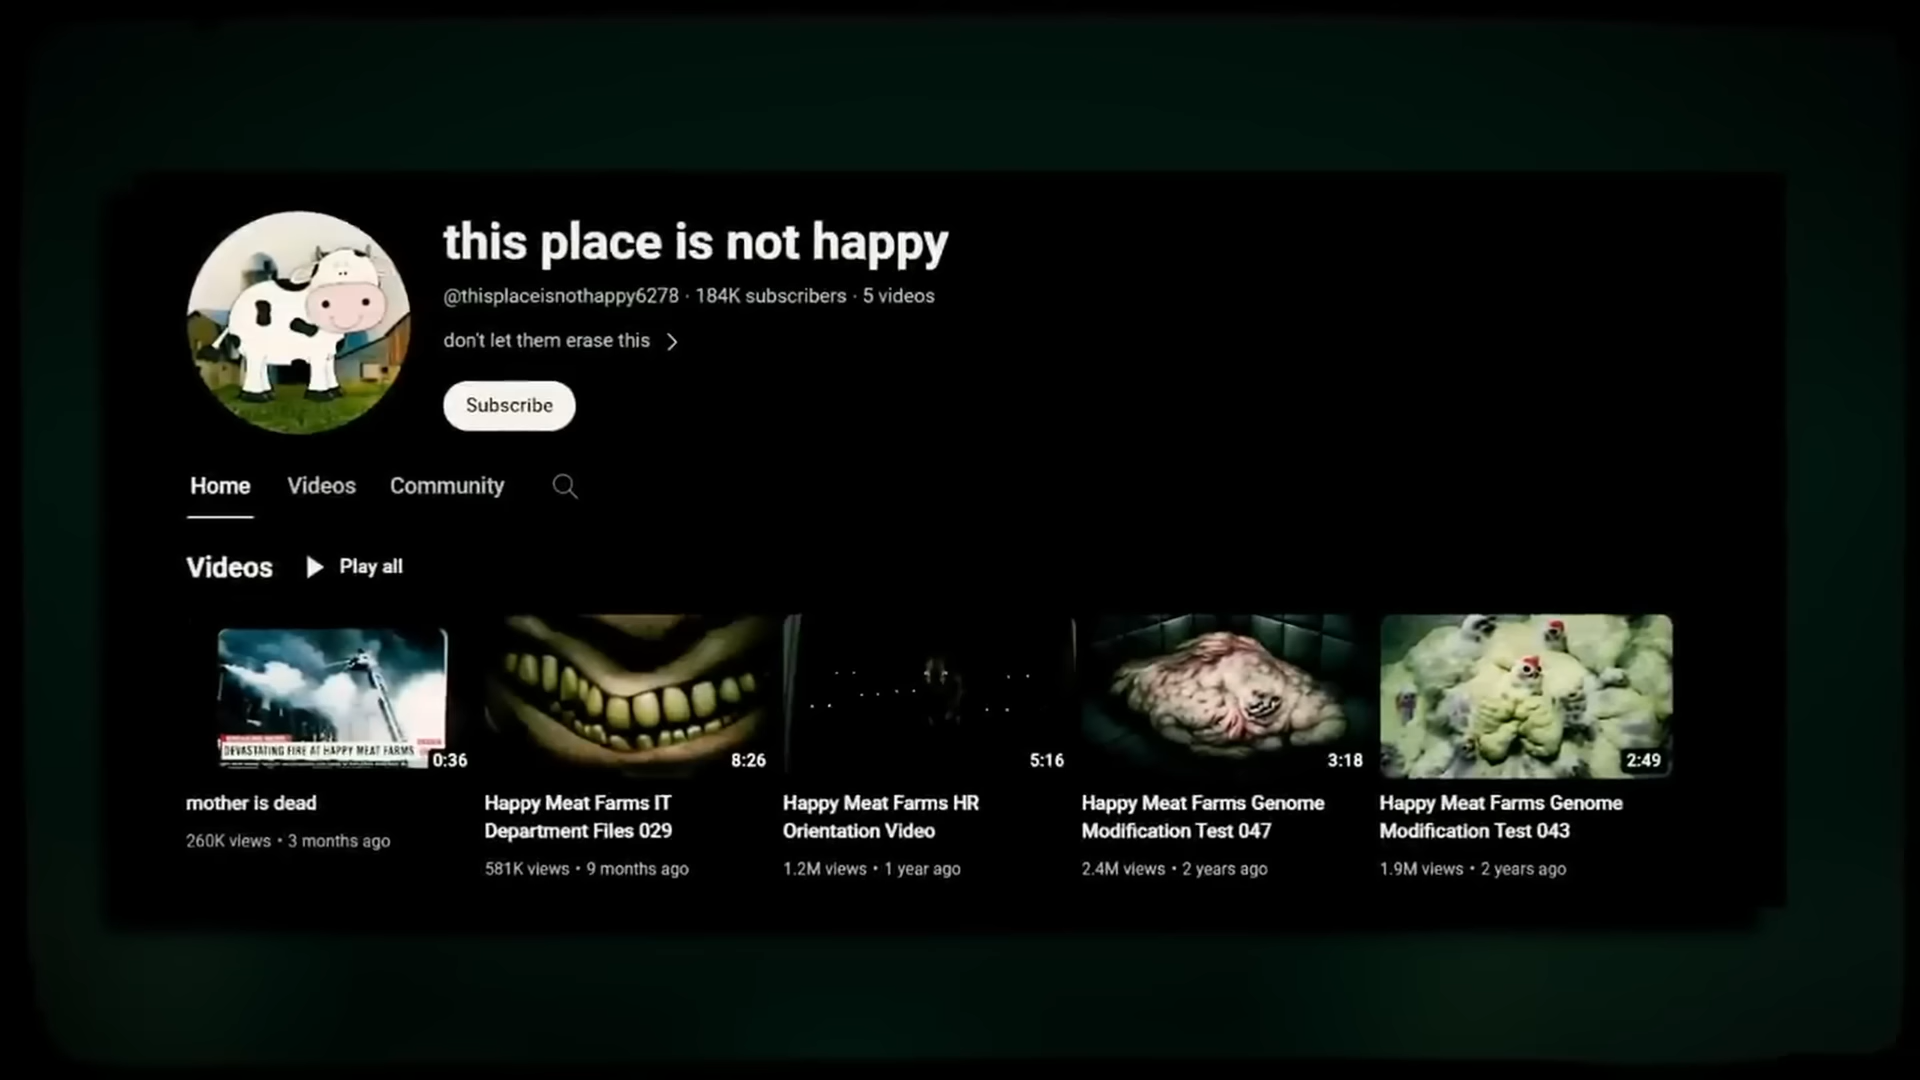 this place is not happy
@thisplaceisnothappy6278 · 184K subscribers · 5 videos
don't let them erase this
Subscribe
Home Videos Community
Videos Play all
DEVASTATING FIRE AT HAPPY MEAT FARMS
0:36 8:26 5:16 3:18 2:49
mother is dead
260K views • 3 months ago
Happy Meat Farms IT
Department Files 029
581K views • 9 months ago
Happy Meat Farms HR
Orientation Video
1.2M views • 1 year ago
Happy Meat Farms Genome
Modification Test 047
2.4M views • 2 years ago
Happy Meat Farms Genome
Modification Test 043
1.9M views • 2 years ago